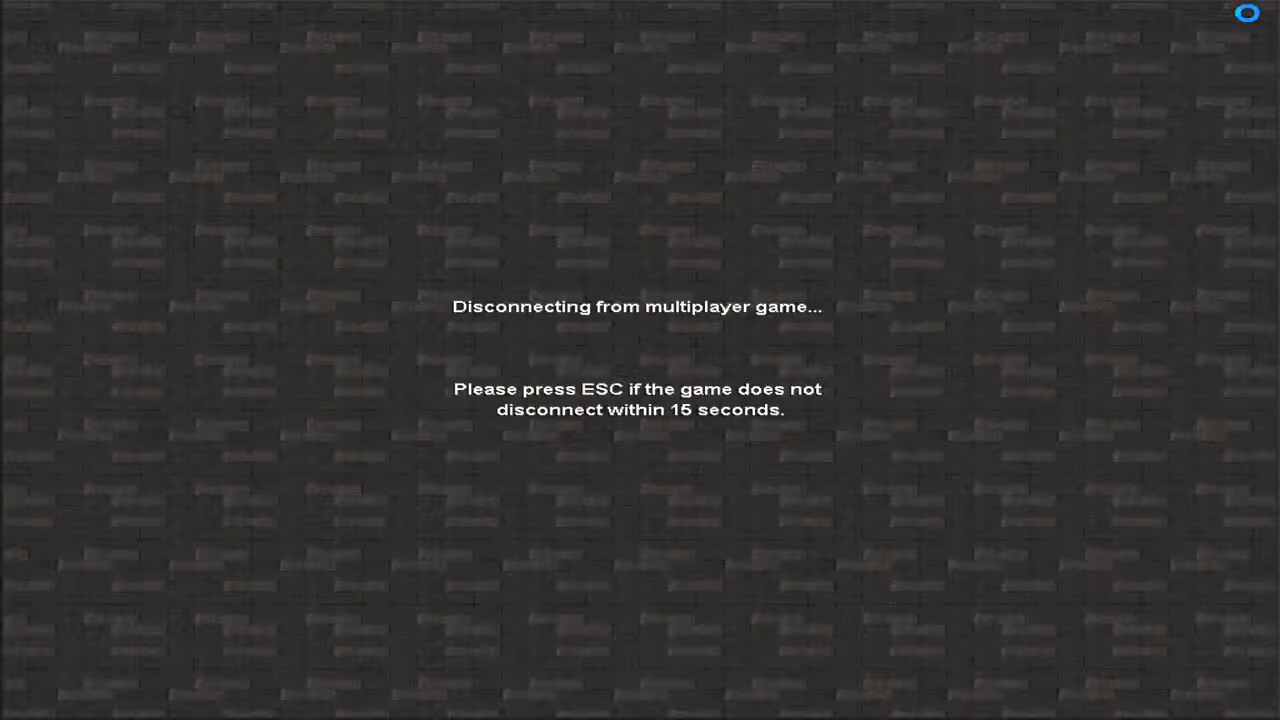 Disconnecting from multiplayer game...
Please press ESC if the game does not
disconnect within 15 seconds.